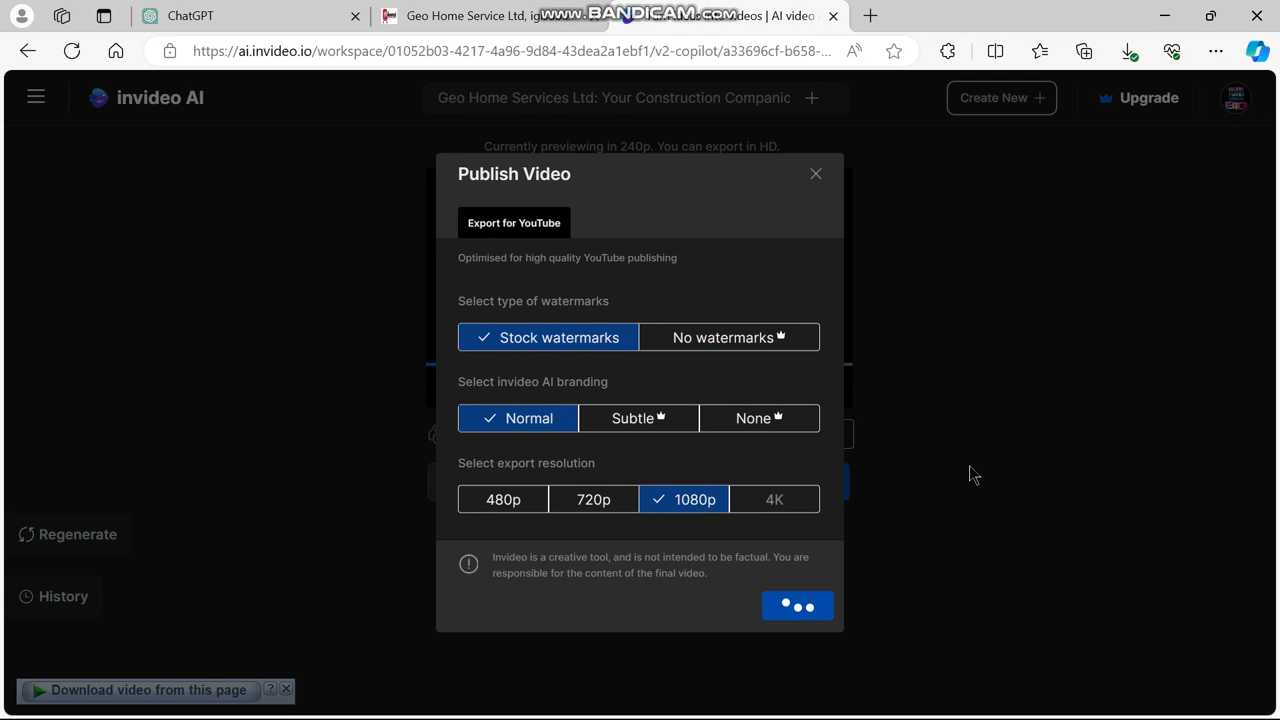 ChatGPT
Geo Home Service Ltd, ig
www.BANDICAM.com
videos | AI video
https://ai.invideo.io/workspace/01052b03-4217-4a96-9d84-43dea2a1ebf1/v2-copilot/a33696cf-b658-...
invideo AI
Geo Home Services Ltd: Your Construction Companic
Create New +
Upgrade
Currently previewing in 240p. You can export in HD.
Publish Video
Export for YouTube
Optimised for high quality YouTube publishing
Select type of watermarks
Stock watermarks
No watermarks
Select invideo AI branding
Normal
Subtle
None
Select export resolution
480p
720p
1080p
4K
Regenerate
Invideo is a creative tool, and is not intended to be factual. You are
responsible for the content of the final video.
History
Download video from this page